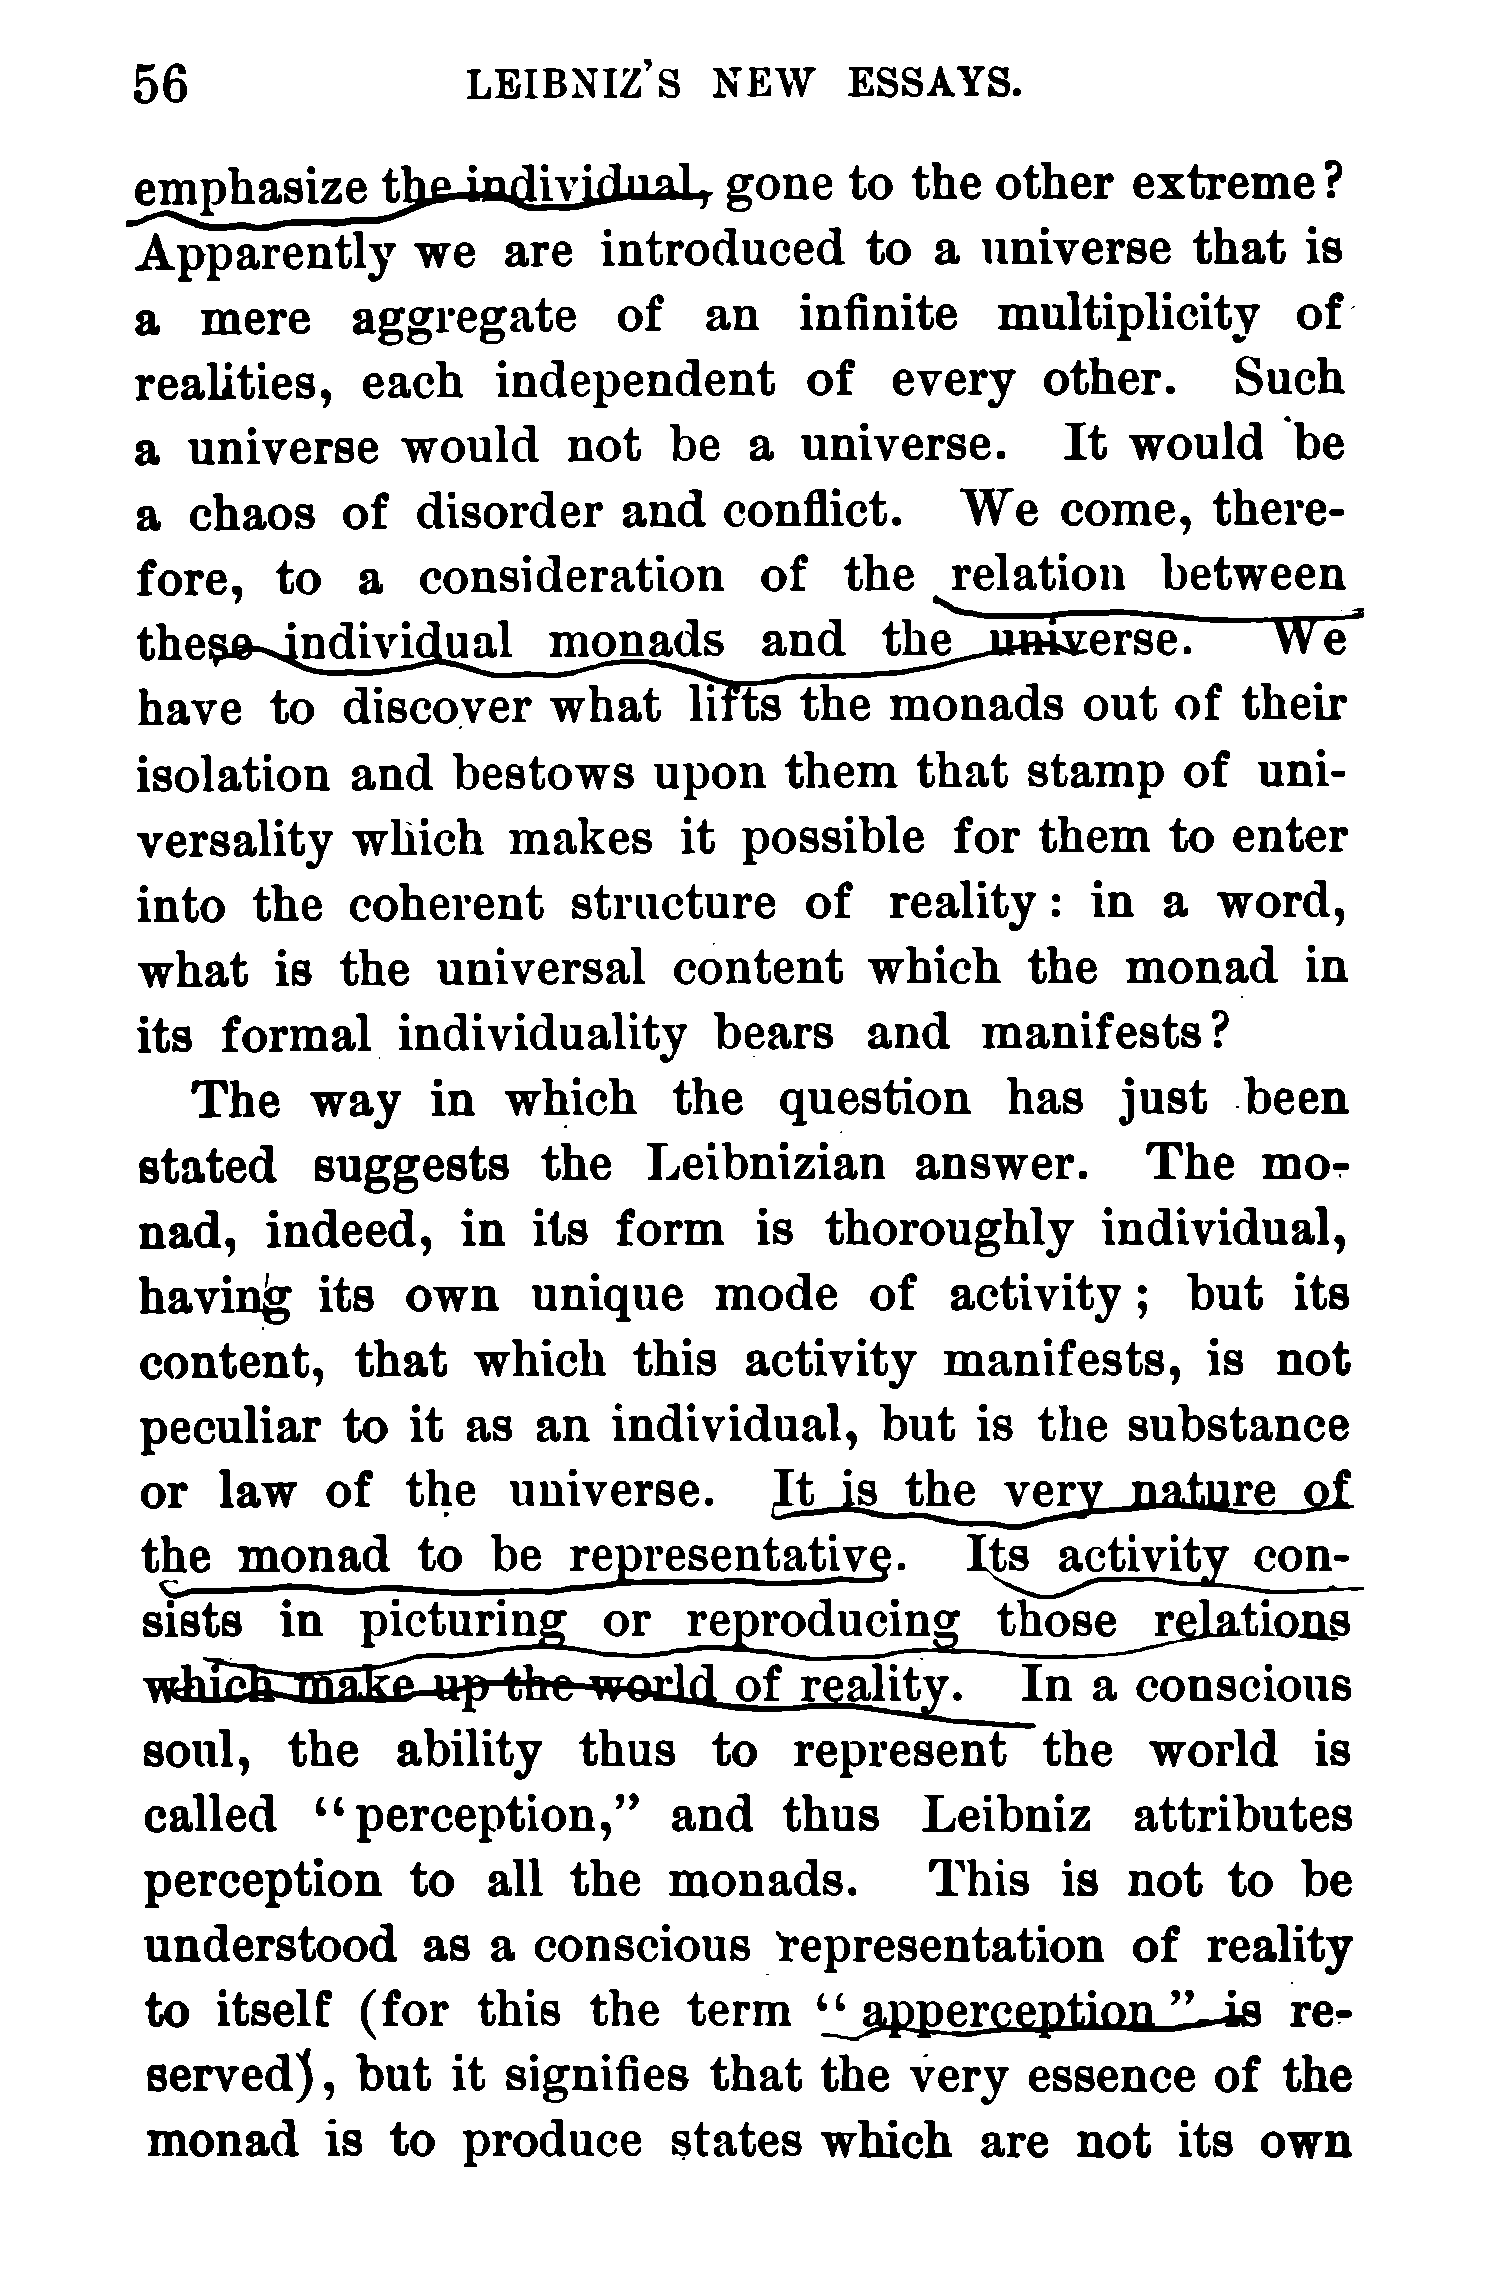 56 LEIBNIZ'S NEW ESSAYS.
emphasize the individual, gone to the other extreme?
Apparently we are introduced to a universe that is
a mere aggregate of an infinite multiplicity of
realities, each independent of every other. Such
a universe would not be a universe. It would be
a chaos of disorder and conflict. We come, there-
fore, to a consideration of the relation between
these individual monads and the universe. We
have to discover what lifts the monads out of their
isolation and bestows upon them that stamp of uni-
versality which makes it possible for them to enter
into the coherent structure of reality: in a word,
what is the universal content which the monad in
its formal individuality bears and manifests?
The way in which the question has just been
stated suggests the Leibnizian answer. The mo-
nad, indeed, in its form is thoroughly individual,
having its own unique mode of activity; but its
content, that which this activity manifests, is not
peculiar to it as an individual, but is the substance
or law of the universe. It is the very nature of
the monad to be representative. Its activity con-
sists in picturing or reproducing those relations
which make up the world of reality. In a conscious
soul, the ability thus to represent the world is
called "perception," and thus Leibniz attributes
perception to all the monads. This is not to be
understood as a conscious representation of reality
to itself (for this the term "apperception" is re-
served), but it signifies that the very essence of the
monad is to produce states which are not its own